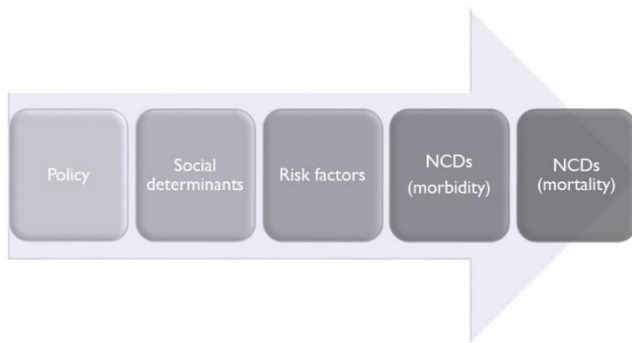 Policy
Social
determinants
Risk factors
NCDs
(morbidity)
NCDs
(mortality)